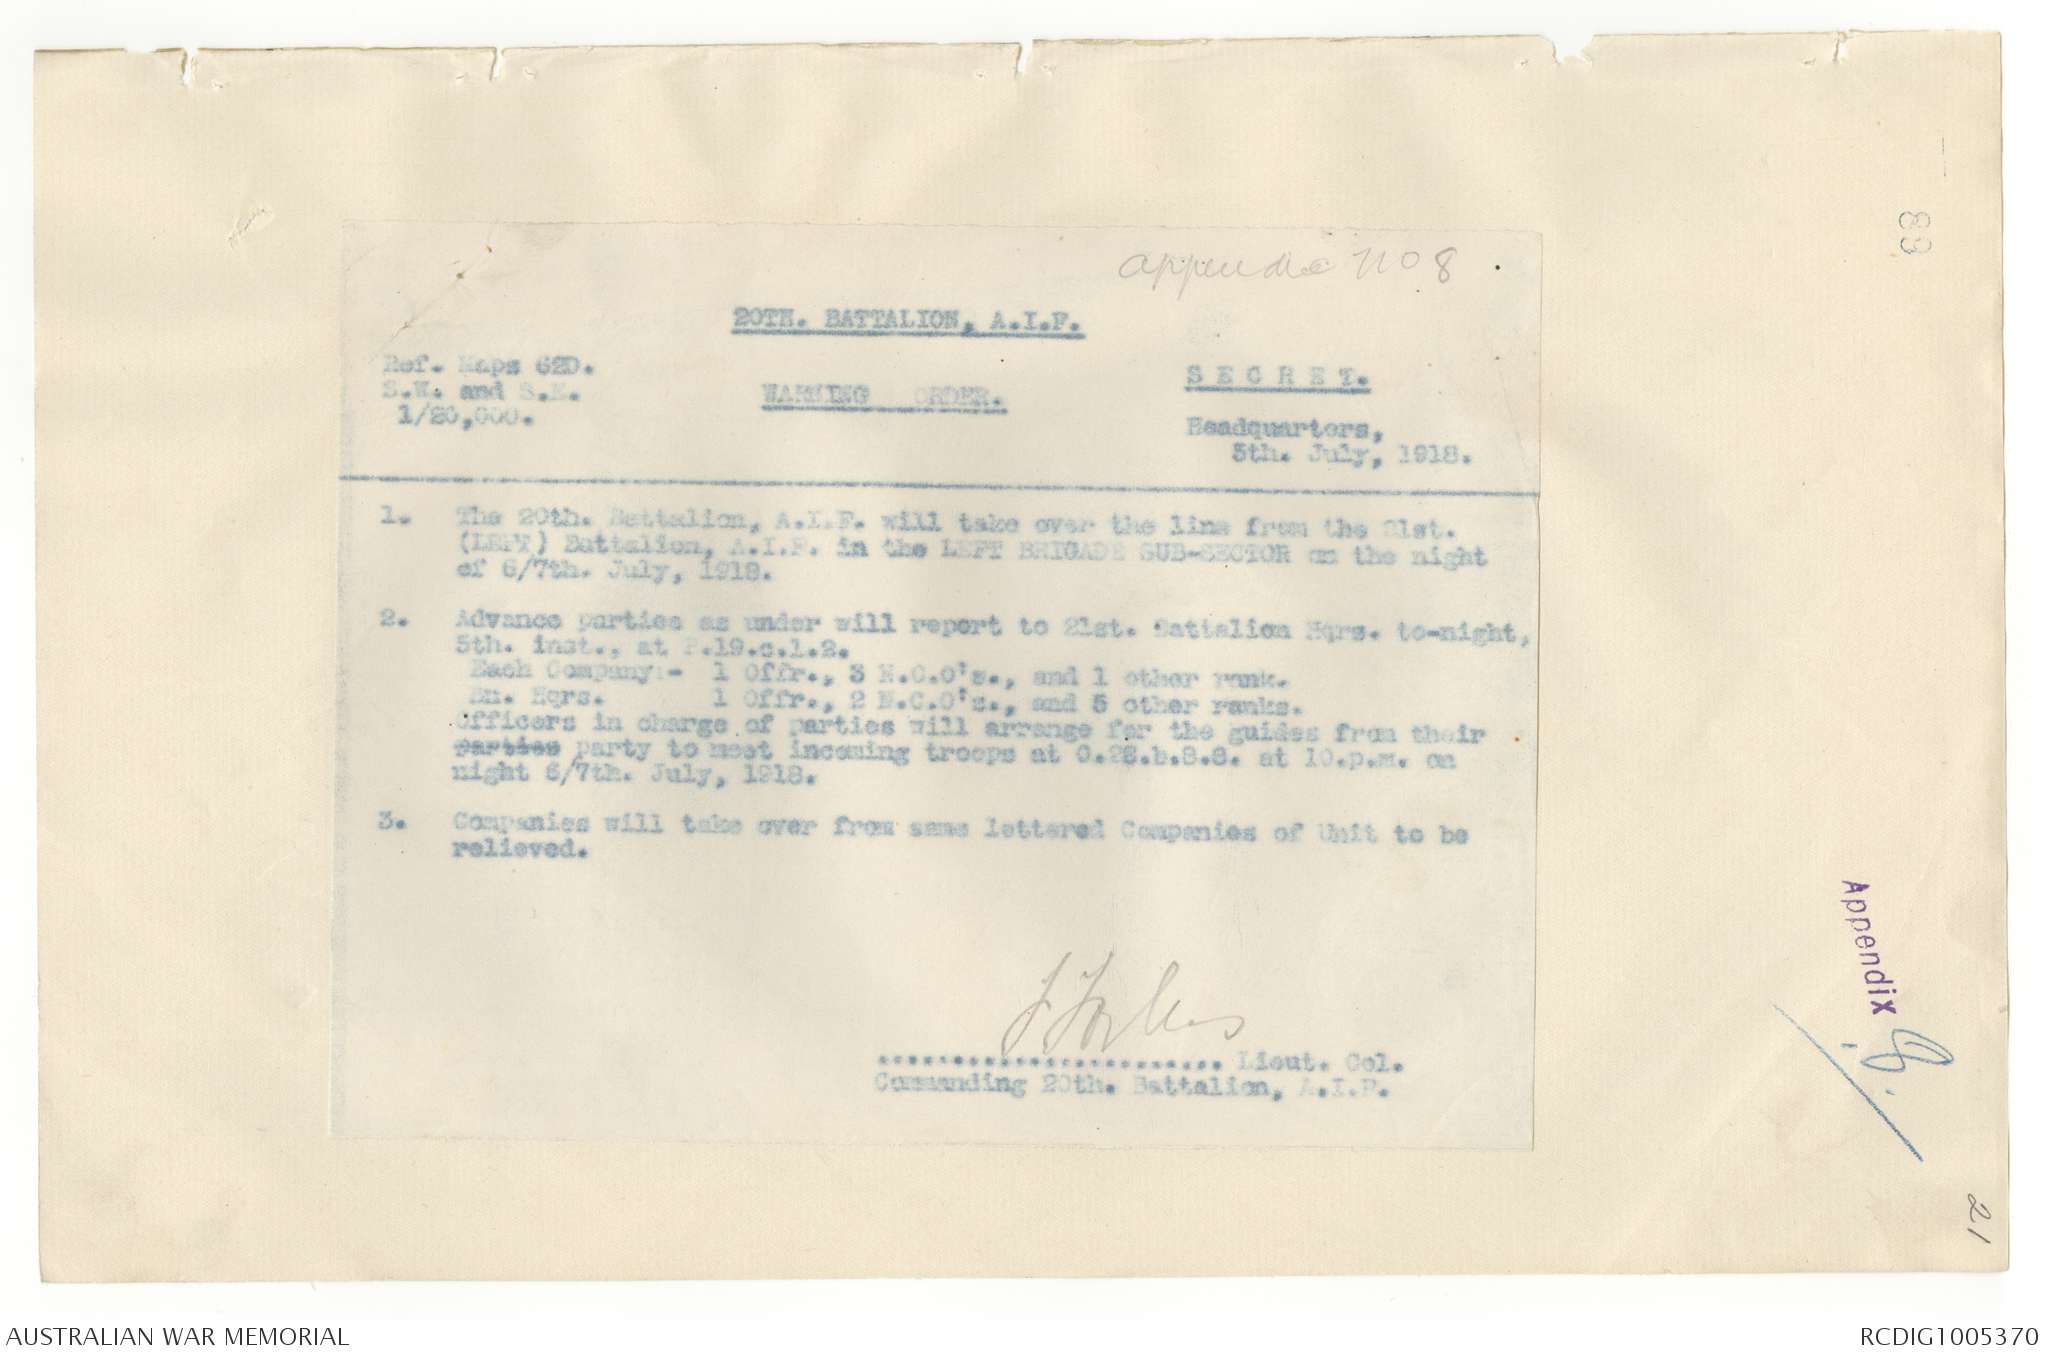 Appendix No 8
20TH. BATTALION, A.I.F.
Ref. Maps 62D.
S.W. and S.E.
1/20,000.
WARNING ORDER.
S E C R E T.
Headquarters,
5th. July, 1918.
1. The 20th. Battalion, A.I.F. will take over the line from the 21st.
(LEFT) Battalion, A.I.F. in the LEFT BRIGADE SUB-SECTOR on the night
of 6/7th. July, 1918.
2. Advance parties as under will report to 21st. Battalion Hqrs. to-night,
5th. inst., at P.19.c.1.2.
Each Company:- 1 Offr., 3 N.C.O's., and 1 other rank.
Bn. Hqrs. 1 Offr., 2 N.C.O's., and 5 other ranks.
Officers in charge of parties will arrange for the guides from their
parties party to meet incoming troops at O.28.b.8.8. at 10.p.m. on
night 6/7th. July, 1918.
3. Companies will take over from same lettered Companies of Unit to be
relieved.
F Forbes
....................... Lieut. Col.
Commanding 20th. Battalion, A.I.F.
83
Appendix 8.
21
AUSTRALIAN WAR MEMORIAL
RCDIG1005370